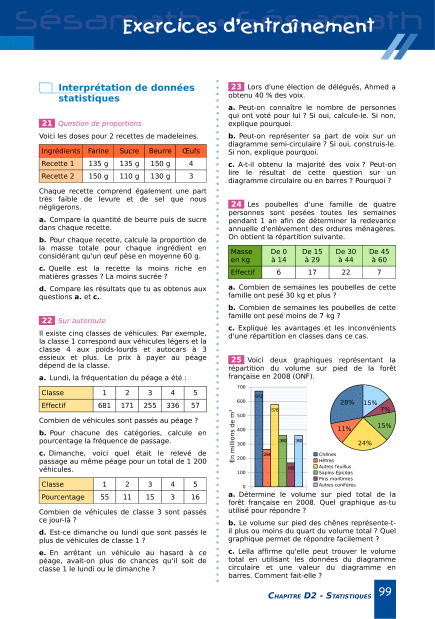 Sésamath
Sésamath
Exercices d'entraînement
Interprétation de données
statistiques
21 Question de proportions
Voici les doses pour 2 recettes de madeleines.
Ingrédients Farine Sucre Beurre Œufs
Recette 1 135 g 135 g 150 g 4
Recette 2 150 g 110 g 130 g 3
Chaque recette comprend également une part
très faible de levure et de sel que nous
négligerons.
a. Compare la quantité de beurre puis de sucre
dans chaque recette.
b. Pour chaque recette, calcule la proportion de
la masse totale pour chaque ingrédient en
considérant qu'un œuf pèse en moyenne 60 g.
c. Quelle est la recette la moins riche en
matières grasses ? La moins sucrée ?
d. Compare les résultats que tu as obtenus aux
questions a. et c..
22 Sur autoroute
Il existe cinq classes de véhicules. Par exemple,
la classe 1 correspond aux véhicules légers et la
classe 4 aux poids-lourds et autocars à 3
essieux et plus. Le prix à payer au péage
dépend de la classe.
a. Lundi, la fréquentation du péage a été :
Classe 1 2 3 4 5
Effectif 681 171 255 336 57
Combien de véhicules sont passés au péage ?
b. Pour chacune des catégories, calcule en
pourcentage la fréquence de passage.
c. Dimanche, voici quel était le relevé de
passage au même péage pour un total de 1 200
véhicules.
Classe 1 2 3 4 5
Pourcentage 55 11 15 3 16
Combien de véhicules de classe 3 sont passés
ce jour-là ?
d. Est-ce dimanche ou lundi que sont passés le
plus de véhicules de classe 1 ?
e. En arrêtant un véhicule au hasard à ce
péage, avait-on plus de chances qu'il soit de
classe 1 le lundi ou le dimanche ?
23 Lors d'une élection de délégués, Ahmed a
obtenu 40 % des voix.
a. Peut-on connaître le nombre de personnes
qui ont voté pour lui ? Si oui, calcule-le. Si non,
explique pourquoi.
b. Peut-on représenter sa part de voix sur un
diagramme semi-circulaire ? Si oui, construis-le.
Si non, explique pourquoi.
c. A-t-il obtenu la majorité des voix ? Peut-on
lire le résultat de cette question sur un
diagramme circulaire ou en barres ? Pourquoi ?
24 Les poubelles d'une famille de quatre
personnes sont pesées toutes les semaines
pendant 1 an afin de déterminer la redevance
annuelle d'enlèvement des ordures ménagères.
On obtient la répartition suivante.
Masse en kg De 0 à 14 De 15 à 29 De 30 à 44 De 45 à 60
Effectif 6 17 22 7
a. Combien de semaines les poubelles de cette
famille ont pesé 30 kg et plus ?
b. Combien de semaines les poubelles de cette
famille ont pesé moins de 7 kg ?
c. Explique les avantages et les inconvénients
d'une répartition en classes dans ce cas.
25 Voici deux graphiques représentant la
répartition du volume sur pied de la forêt
française en 2008 (ONF).
En millions de m³
700
600
500
400
300
200
100
0
28%
15%
7%
15%
24%
11%
Chênes
Hêtres
Autres feuillus
Sapins-Epicéas
Pins maritimes
Autres conifères
a. Détermine le volume sur pied total de la
forêt française en 2008. Quel graphique as-tu
utilisé pour répondre ?
b. Le volume sur pied des chênes représente-t-
il plus ou moins du quart du volume total ? Quel
graphique permet de répondre facilement ?
c. Leila affirme qu'elle peut trouver le volume
total en utilisant les données du diagramme
circulaire et une valeur du diagramme en
barres. Comment fait-elle ?
CHAPITRE D2 - STATISTIQUES 99